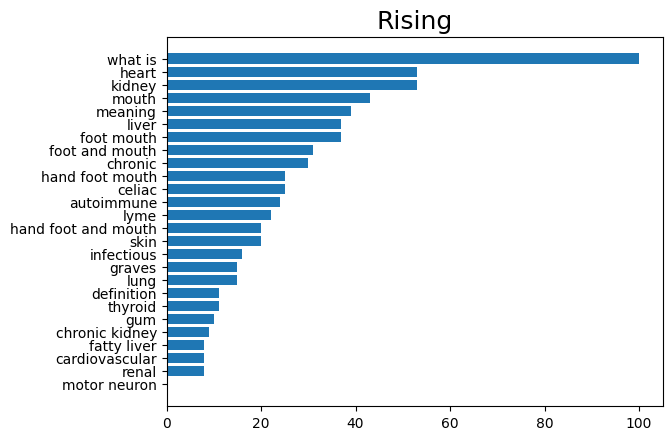 Rising
what is
heart
kidney
mouth
meaning
liver
foot mouth
foot and mouth
chronic
hand foot mouth
celiac
autoimmune
lyme
hand foot and mouth
skin
infectious
graves
lung
definition
thyroid
gum
chronic kidney
fatty liver
cardiovascular
renal
motor neuron
0 20 40 60 80 100